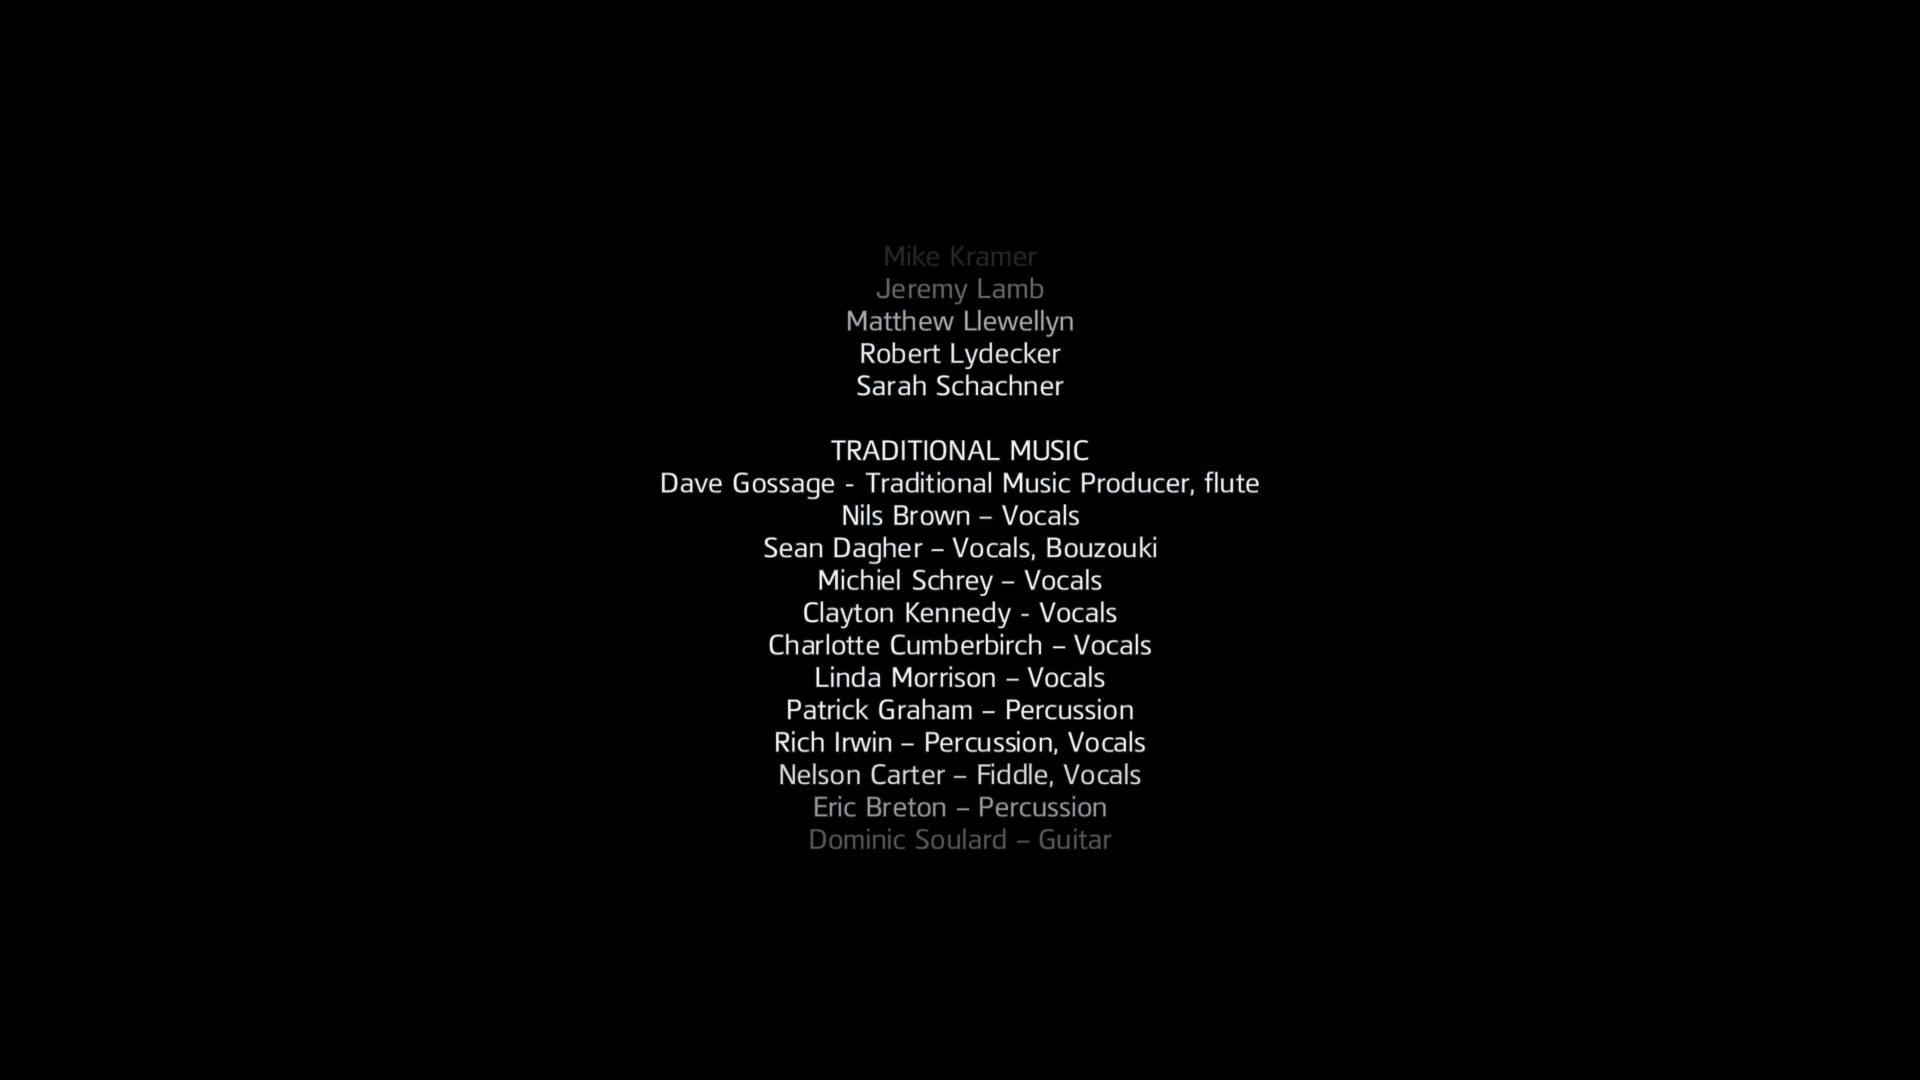 Mike Kramer
Jeremy Lamb
Matthew Llewellyn
Robert Lydecker
Sarah Schachner
TRADITIONAL MUSIC
Dave Gossage - Traditional Music Producer, flute
Nils Brown – Vocals
Sean Dagher – Vocals, Bouzouki
Michiel Schrey – Vocals
Clayton Kennedy - Vocals
Charlotte Cumberbirch – Vocals
Linda Morrison – Vocals
Patrick Graham – Percussion
Rich Irwin – Percussion, Vocals
Nelson Carter – Fiddle, Vocals
Eric Breton – Percussion
Dominic Soulard – Guitar